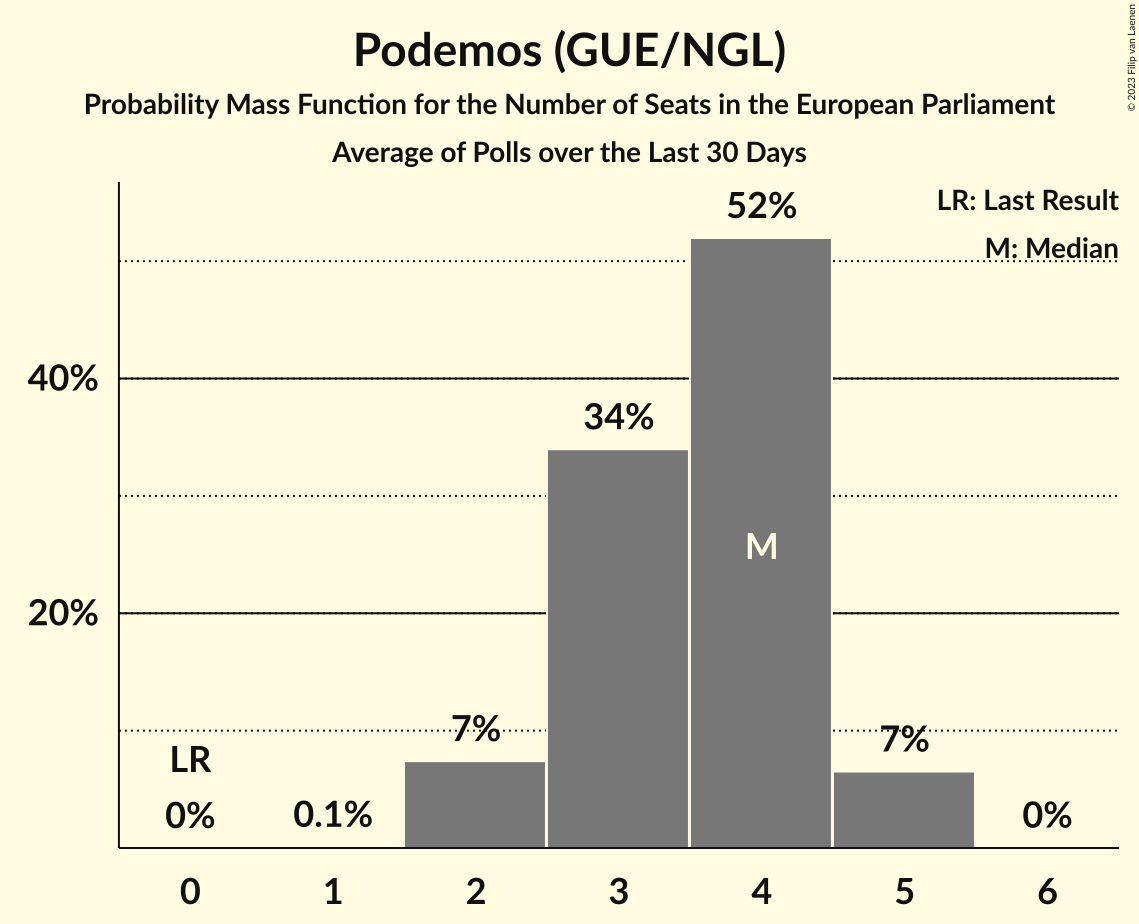 Podemos (GUE/NGL)
Probability Mass Function for the Number of Seats in the European Parliament
Average of Polls over the Last 30 Days
© 2023 Filip van Laenen
LR: Last Result
M: Median
52%
40%
34%
M
20%
7%
7%
LR
0%
0.1%
0%
0 1 2 3 4 5 6